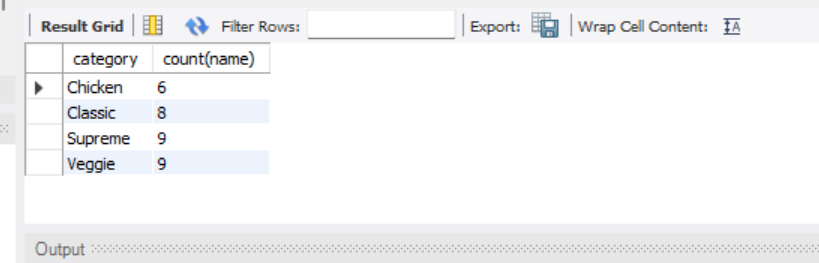 Result Grid Filter Rows: Export: Wrap Cell Content: IA
category count(name)
Chicken 6
Classic 8
Supreme 9
Veggie 9
Output